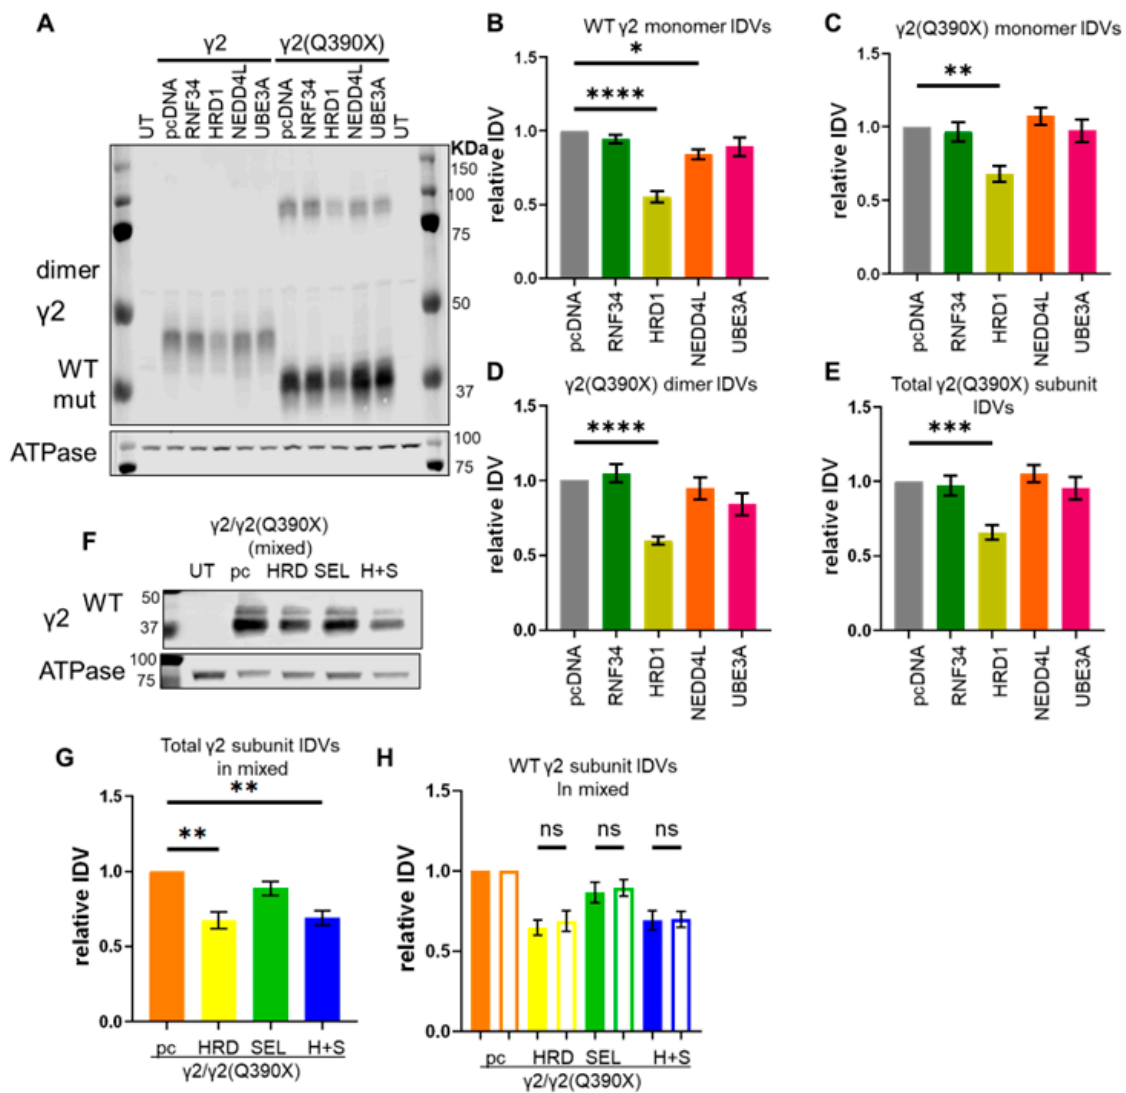 A
γ2
γ2(Q390X)
UT
pcDNA
RNF34
HRD1
NEDD4L
UBE3A
pcDNA
NRF34
HRD1
NEDD4L
UBE3A
UT
KDa
150
100
75
50
37
dimer
γ2
WT
mut
ATPase
100
75
B
WT γ2 monomer IDVs
*
****
1.5
1.0
0.5
0.0
relative IDV
pcDNA
RNF34
HRD1
NEDD4L
UBE3A
C
γ2(Q390X) monomer IDVs
**
1.5
1.0
0.5
0.0
relative IDV
pcDNA
RNF34
HRD1
NEDD4L
UBE3A
D
γ2(Q390X) dimer IDVs
****
1.5
1.0
0.5
0.0
relative IDV
pcDNA
RNF34
HRD1
NEDD4L
UBE3A
E
Total γ2(Q390X) subunit
IDVs
***
1.5
1.0
0.5
0.0
relative IDV
pcDNA
RNF34
HRD1
NEDD4L
UBE3A
F
γ2/γ2(Q390X)
(mixed)
UT pc HRD SEL H+S
γ2 WT
50
37
ATPase
100
75
G
Total γ2 subunit IDVs
in mixed
**
**
1.5
1.0
0.5
0.0
relative IDV
pc HRD SEL H+S
γ2/γ2(Q390X)
H
WT γ2 subunit IDVs
In mixed
ns ns ns
1.5
1.0
0.5
0.0
relative IDV
pc HRD SEL H+S
γ2/γ2(Q390X)